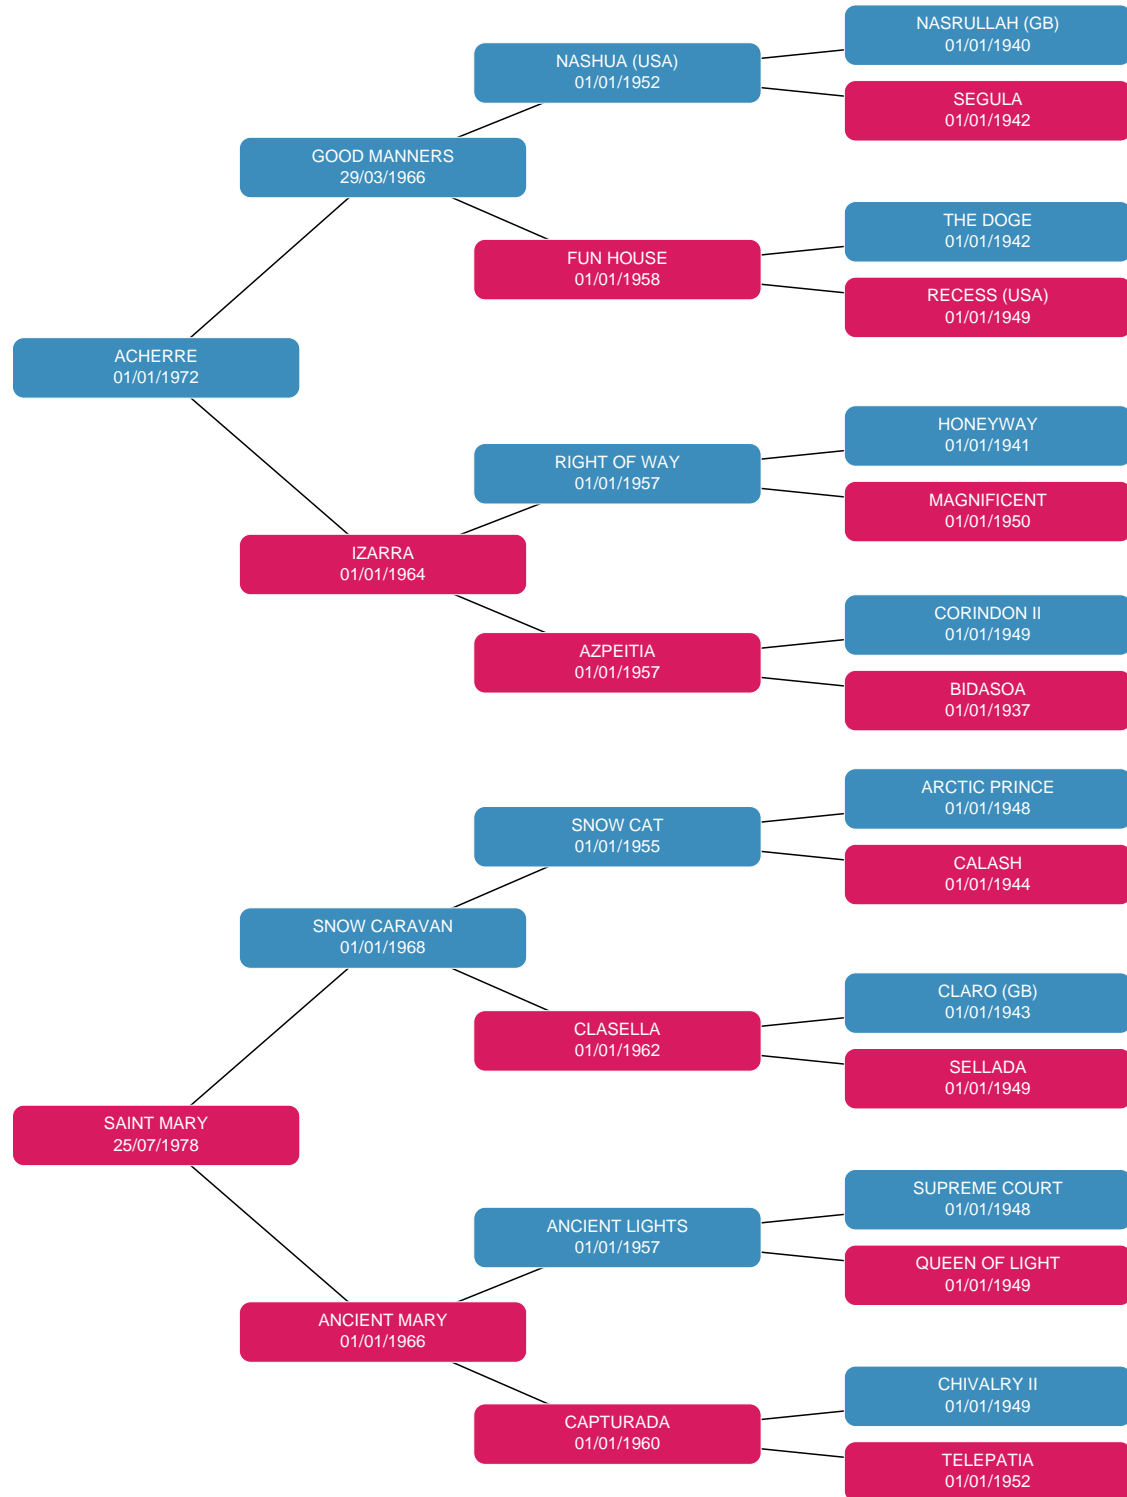 NASRULLAH (GB)
01/01/1940
NASHUA (USA)
01/01/1952
SEGULA
01/01/1942
GOOD MANNERS
29/03/1966
THE DOGE
01/01/1942
FUN HOUSE
01/01/1958
RECESS (USA)
01/01/1949
ACHERRE
01/01/1972
HONEYWAY
01/01/1941
RIGHT OF WAY
01/01/1957
MAGNIFICENT
01/01/1950
IZARRA
01/01/1964
CORINDON II
01/01/1949
AZPEITIA
01/01/1957
BIDASOA
01/01/1937
ARCTIC PRINCE
01/01/1948
SNOW CAT
01/01/1955
CALASH
01/01/1944
SNOW CARAVAN
01/01/1968
CLARO (GB)
01/01/1943
CLASELLA
01/01/1962
SELLADA
01/01/1949
SAINT MARY
25/07/1978
SUPREME COURT
01/01/1948
ANCIENT LIGHTS
01/01/1957
QUEEN OF LIGHT
01/01/1949
ANCIENT MARY
01/01/1966
CHIVALRY II
01/01/1949
CAPTURADA
01/01/1960
TELEPATIA
01/01/1952